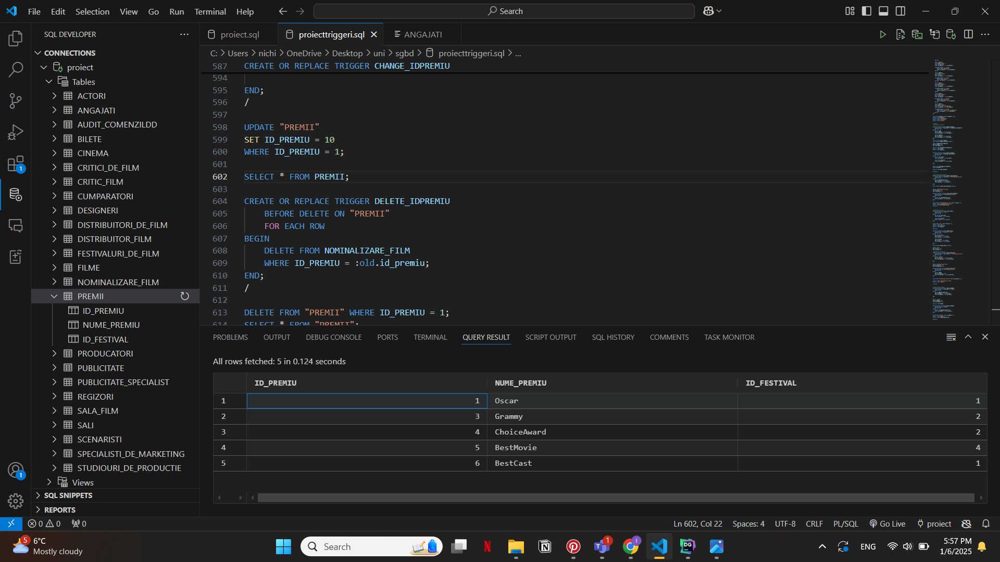 File Edit Selection View Go Run Terminal Help
Search
SQL DEVELOPER
CONNECTIONS
proiect
Tables
ACTORI
ANGAJATI
AUDIT_COMENZILDD
BILETE
CINEMA
CRITICI_DE_FILM
CRITIC_FILM
CUMPARATORI
DESIGNERI
DISTRIBUITORI_DE_FILM
DISTRIBUITOR_FILM
FESTIVALURI_DE_FILM
FILME
NOMINALIZARE_FILM
PREMII
ID_PREMIU
NUME_PREMIU
ID_FESTIVAL
PRODUCATORI
PUBLICITATE
PUBLICITATE_SPECIALIST
REGIZORI
SALA_FILM
SALI
SCENARISTI
SPECIALISTI_DE_MARKETING
STUDIOURI_DE_PRODUCTIE
Views
SQL SNIPPETS
REPORTS
1
1
proiect.sql proiecttriggeri.sql ANGAJATI
C: > Users > nichi > OneDrive > Desktop > uni > sgbd > proiecttriggeri.sql > ...
587 CREATE OR REPLACE TRIGGER CHANGE_IDPREMIU
594
595 END;
596 /
597
598 UPDATE "PREMII"
599 SET ID_PREMIU = 10
600 WHERE ID_PREMIU = 1;
601
602 SELECT * FROM PREMII;
603
604 CREATE OR REPLACE TRIGGER DELETE_IDPREMIU
605 BEFORE DELETE ON "PREMII"
606 FOR EACH ROW
607 BEGIN
608 DELETE FROM NOMINALIZARE_FILM
609 WHERE ID_PREMIU = :old.id_premiu;
610 END;
611 /
612
613 DELETE FROM "PREMII" WHERE ID_PREMIU = 1;
614 SELECT * FROM "PREMII";
PROBLEMS OUTPUT DEBUG CONSOLE PORTS TERMINAL QUERY RESULT SCRIPT OUTPUT SQL HISTORY COMMENTS TASK MONITOR
All rows fetched: 5 in 0.124 seconds
ID_PREMIU NUME_PREMIU ID_FESTIVAL
1 1 Oscar 1
2 3 Grammy 2
3 4 ChoiceAward 2
4 5 BestMovie 4
5 6 BestCast 1
0 0 0 Ln 602, Col 22 Spaces: 4 UTF-8 CRLF PL/SQL Go Live proiect
5 6°C
Mostly cloudy
Search
N
N
DG
1
ENG
5:57 PM
1/6/2025